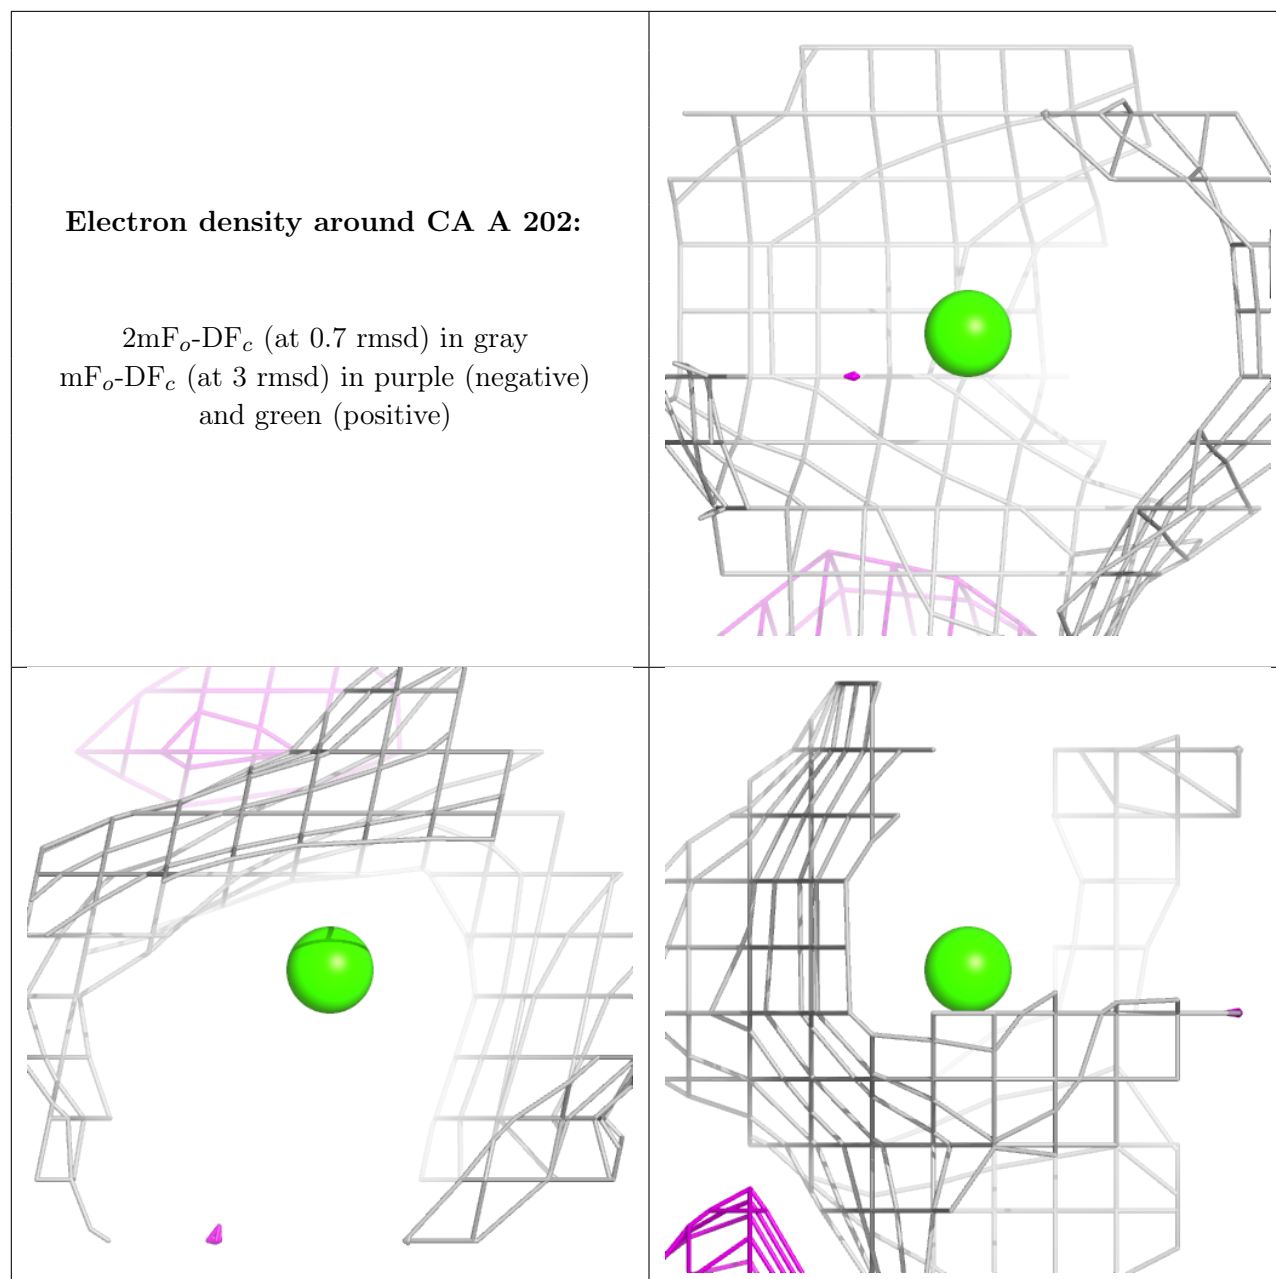 Electron density around CA A 202:
2mFo-DFc (at 0.7 rmsd) in gray
mFo-DFc (at 3 rmsd) in purple (negative)
and green (positive)